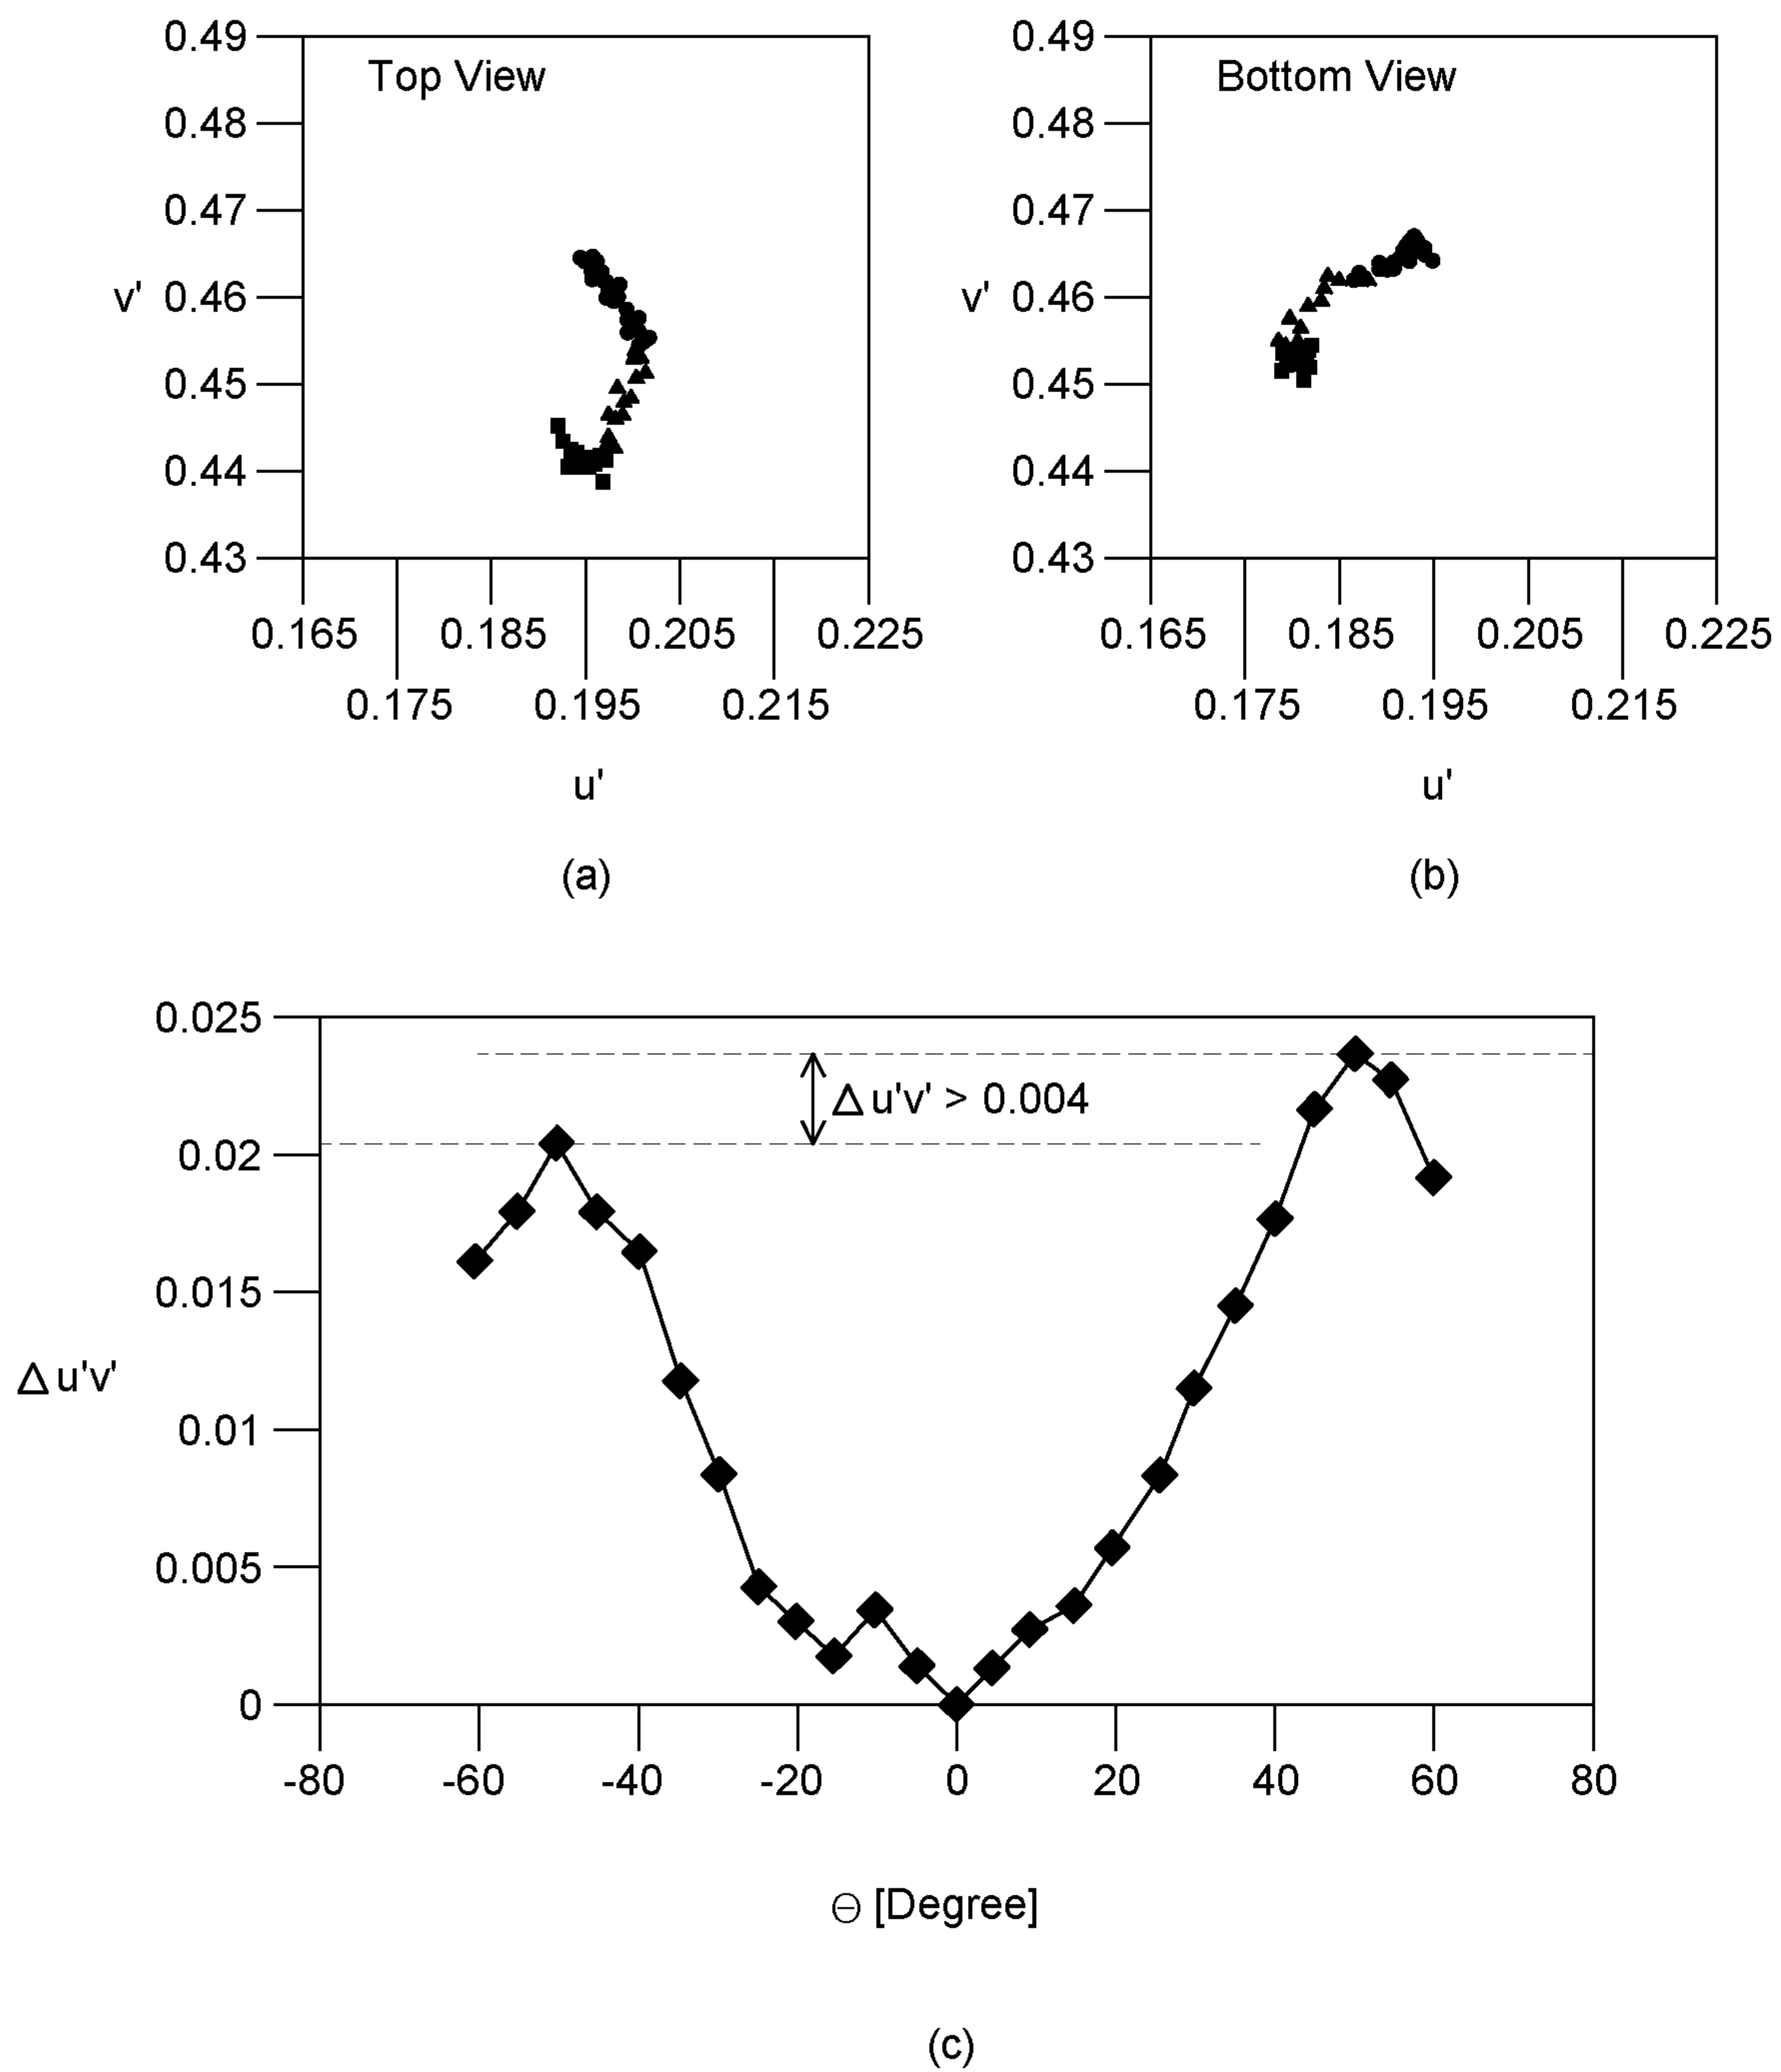 Top View
0.49
0.48
0.47
v' 0.46
0.45
0.44
0.43
0.165 0.185 0.205 0.225
0.175 0.195 0.215
u'
(a)
Bottom View
0.49
0.48
0.47
v' 0.46
0.45
0.44
0.43
0.165 0.185 0.205 0.225
0.175 0.195 0.215
u'
(b)
0.025
Δ u'v' > 0.004
0.02
0.015
Δ u'v'
0.01
0.005
0
-80 -60 -40 -20 0 20 40 60 80
Θ [Degree]
(c)